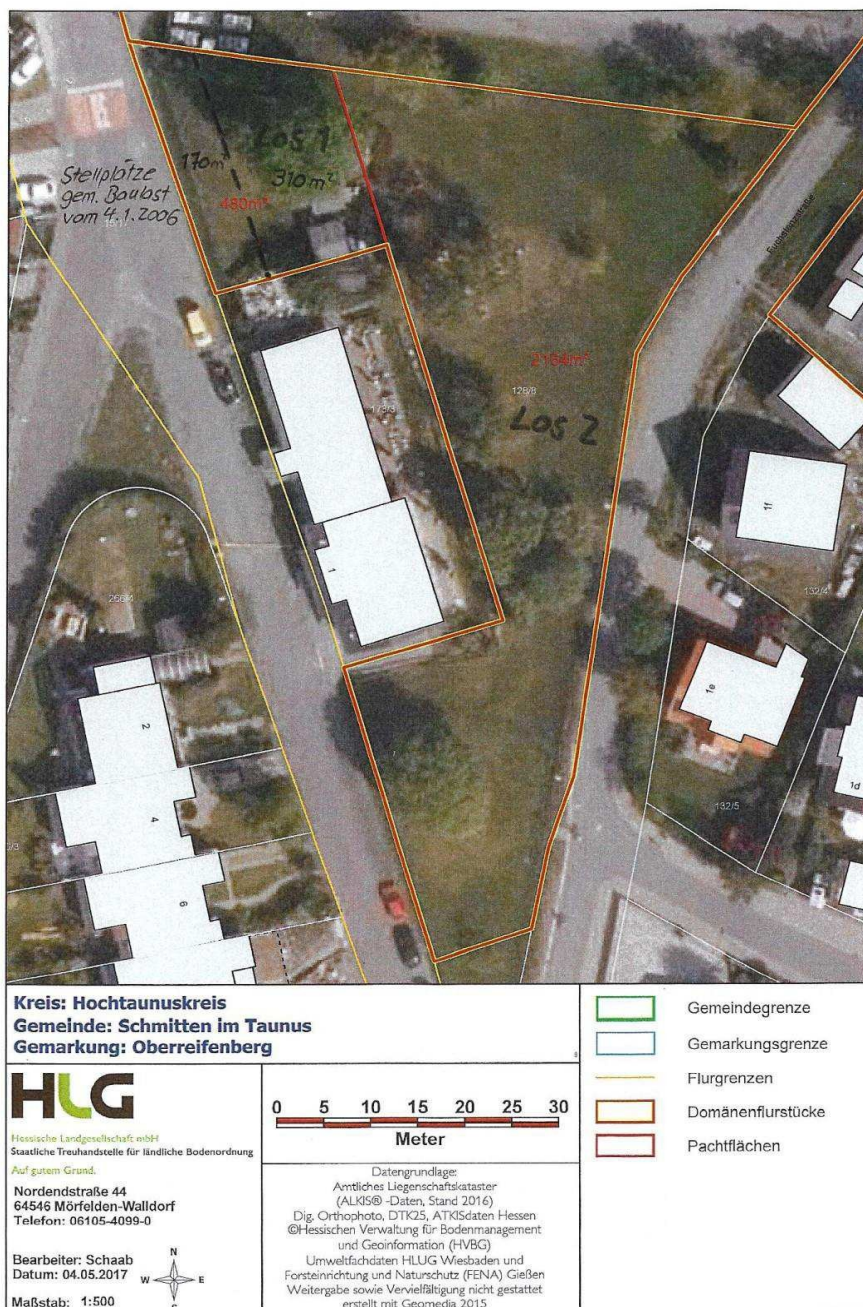 Los 1
170m²
310m²
480m²
Stellplätze
gem. Baulast
vom 4.1.2006
2164m²
128/8
Los 2
1
1f
132/4
266/4
1e
2
4
6
132/5
1d
Kreis: Hochtaunuskreis
Gemeinde: Schmitten im Taunus
Gemarkung: Oberreifenberg
HLG
Hessische Landgesellschaft mbH
Staatliche Treuhandstelle für ländliche Bodenordnung
Auf gutem Grund.
Nordendstraße 44
64546 Mörfelden-Walldorf
Telefon: 06105-4099-0
Bearbeiter: Schaab
Datum: 04.05.2017
N
W E
S
Maßstab: 1:500
0 5 10 15 20 25 30
Meter
Datengrundlage:
Amtliches Liegenschaftskataster
(ALKIS® -Daten, Stand 2016)
Dig. Orthophoto, DTK25, ATKISdaten Hessen
©Hessischen Verwaltung für Bodenmanagement
und Geoinformation (HVBG)
Umweltfachdaten HLUG Wiesbaden und
Forsteinrichtung und Naturschutz (FENA) Gießen
Weitergabe sowie Vervielfältigung nicht gestattet
erstellt mit Geomedia 2015
Gemeindegrenze
Gemarkungsgrenze
Flurgrenzen
Domänenflurstücke
Pachtflächen